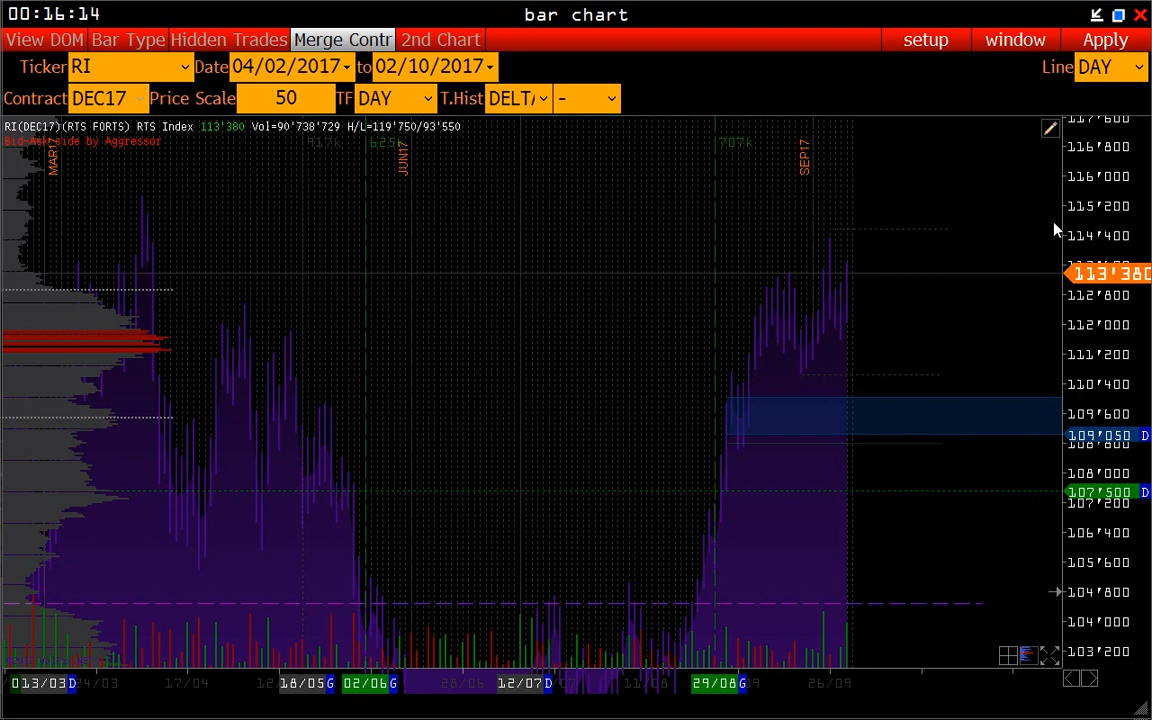 00:16:14 bar chart
View DOM Bar Type Hidden Trades Merge Contr 2nd Chart setup window Apply
Ticker RI Date 04/02/2017 to 02/10/2017 Line DAY
Contract DEC17 Price Scale 50 TF DAY T.Hist DELT -
RI(DEC17)(RTS FORTS) RTS Index 113'380 Vol=90'738'729 H/L=119'750/93'550
Bid-Ask side by Aggressor
917k 625k 707k
MAR17 JUN17 SEP17
117'600
116'800
116'000
115'200
114'400
113'380
112'800
112'000
111'200
110'400
109'600
109'050 D
108'800
108'000
107'500 D
107'200
106'400
105'600
104'800
104'000
103'200
13/03 D 24/03 17/04 18/05 G 02/06 G 28/06 12/07 D 11/08 29/08 G 26/09